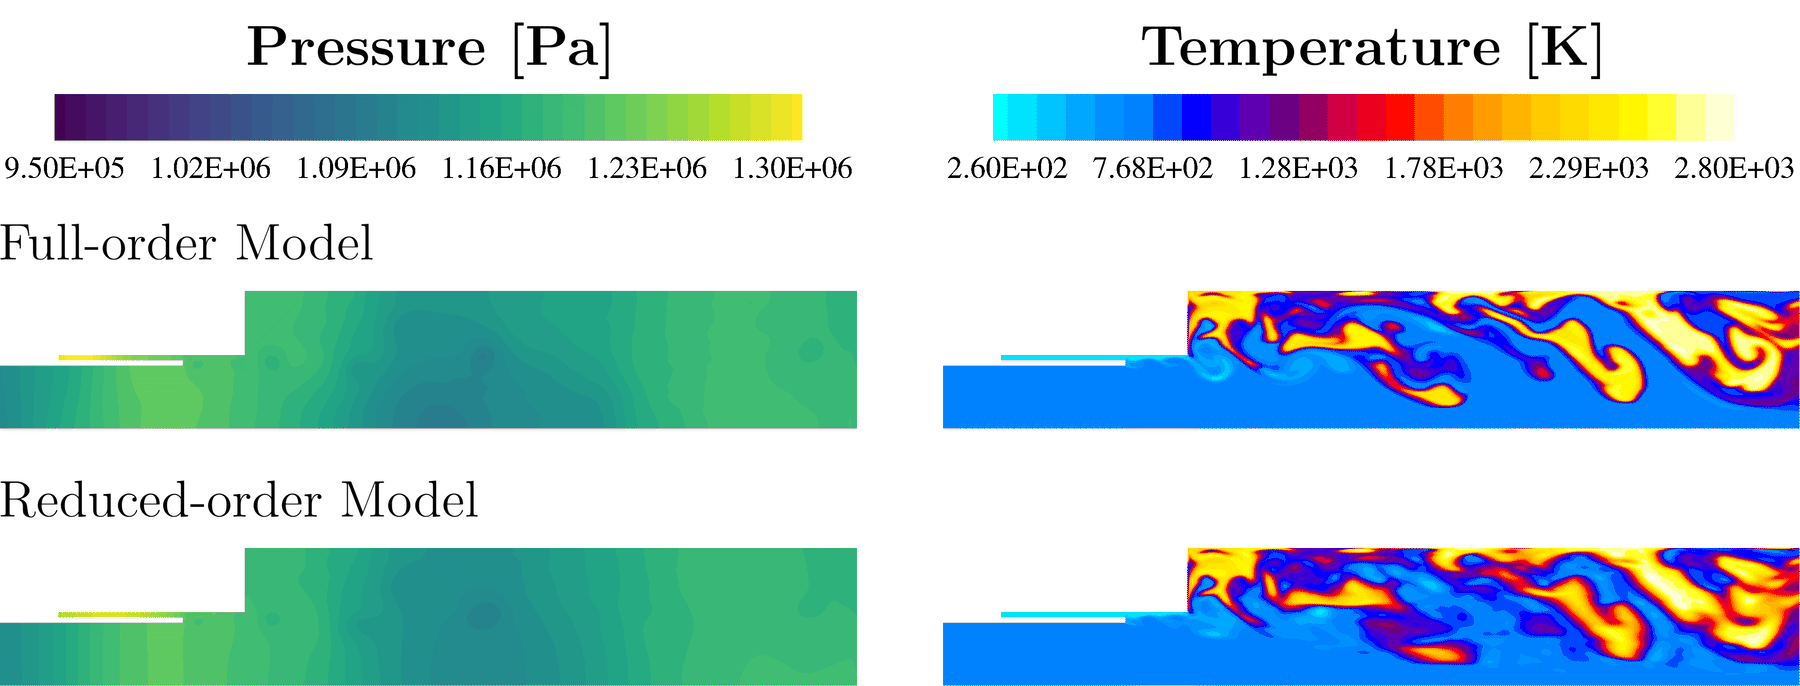 Pressure [Pa]
Temperature [K]
9.50E+05 1.02E+06 1.09E+06 1.16E+06 1.23E+06 1.30E+06
2.60E+02 7.68E+02 1.28E+03 1.78E+03 2.29E+03 2.80E+03
Full-order Model
Reduced-order Model